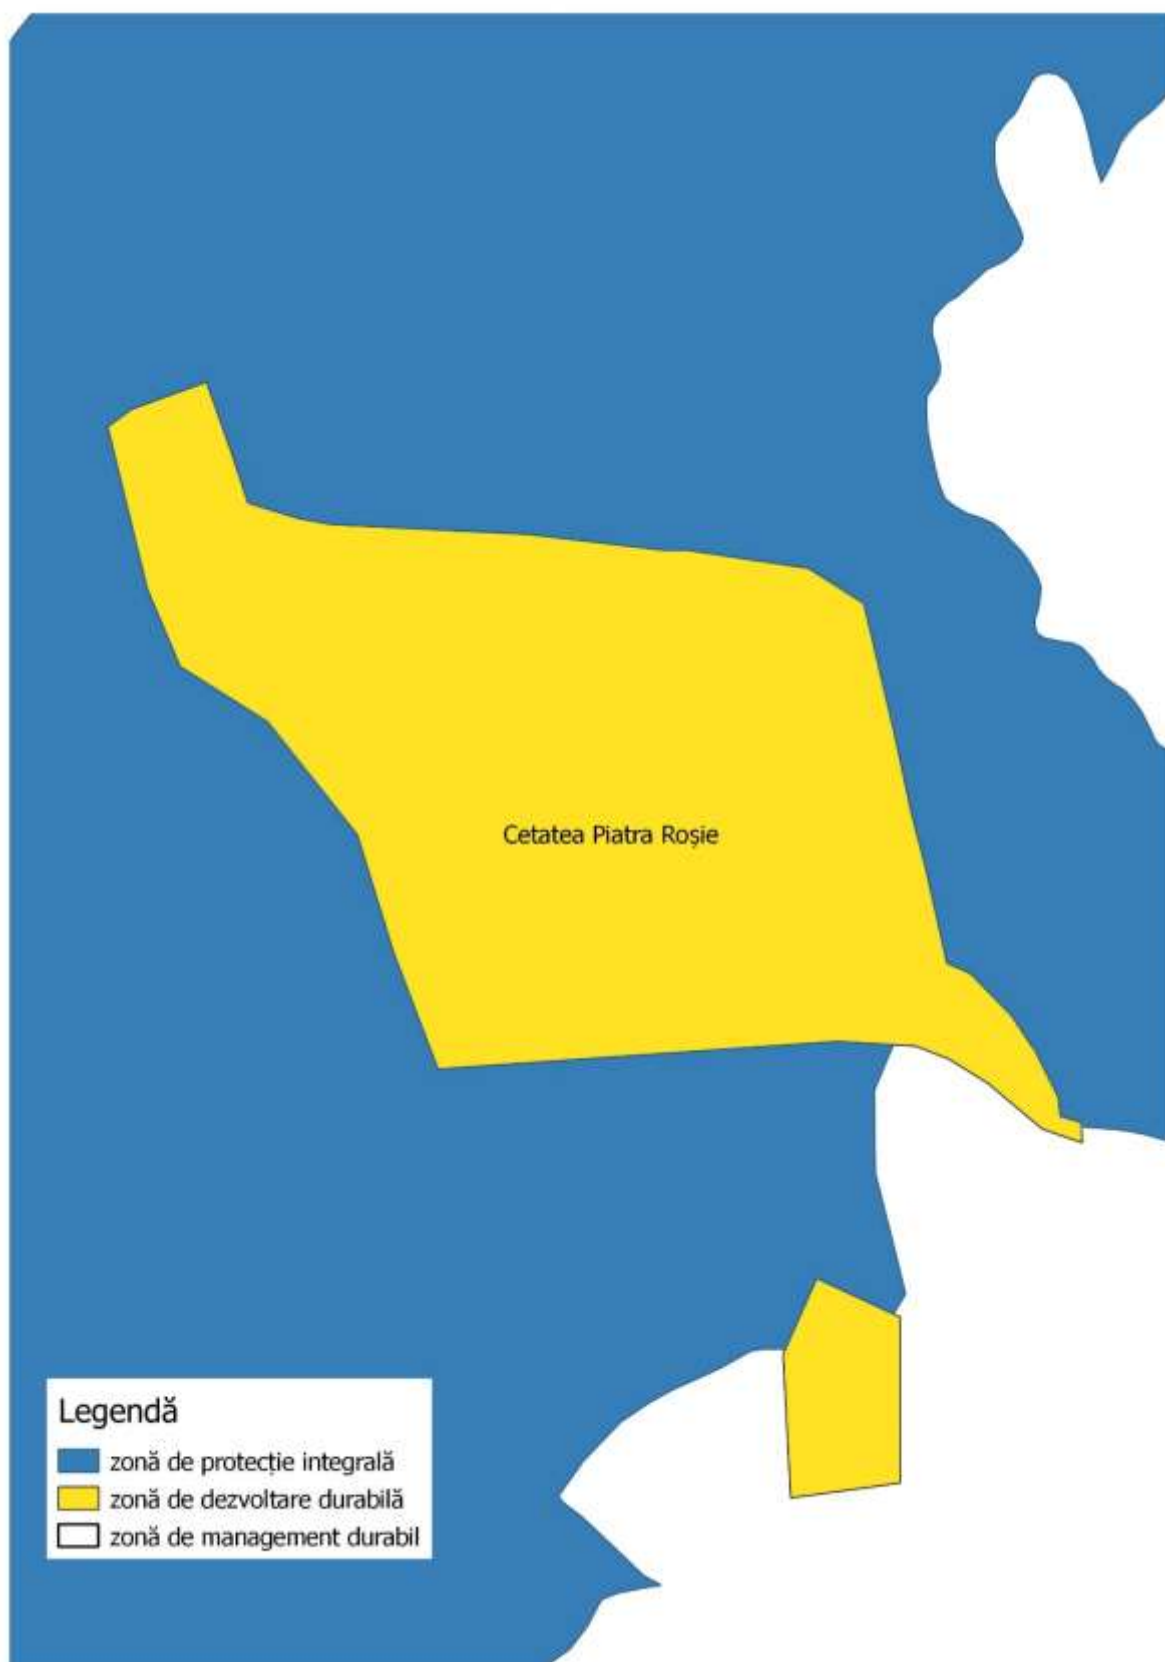 Cetatea Piatra Roșie
Legendă
zonă de protecție integrală
zonă de dezvoltare durabilă
zonă de management durabil